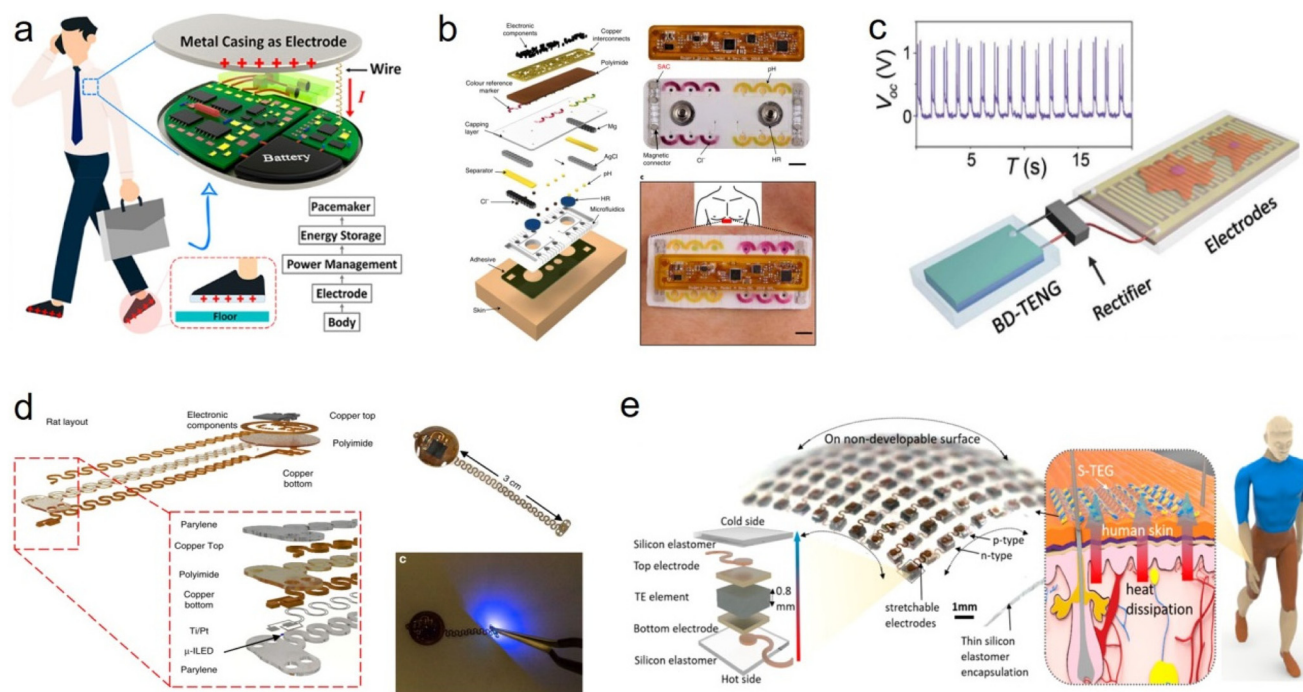 a
Metal Casing as Electrode
Wire
I
Battery
Pacemaker
Energy Storage
Power Management
Electrode
Body
Floor
b
Electronic
components
Copper
interconnects
Polyimide
Colour reference
marker
Capping
layer
Mg
Separator
AgCl
pH
Cl⁻
HR
Microfluidics
Adhesive
Skin
SAC
pH
Magnetic
connector
Cl⁻
HR
c
c
Voc (V)
1
0
5
10
15
T (s)
Electrodes
Rectifier
BD-TENG
d
Rat layout
Electronic
components
Copper top
Polyimide
Copper
bottom
Parylene
Copper Top
Polyimide
Copper
bottom
Ti/Pt
μ-ILED
Parylene
3 cm
c
e
On non-developable surface
Cold side
Silicon elastomer
Top electrode
TE element
0.8
mm
Bottom electrode
Silicon elastomer
Hot side
p-type
n-type
stretchable
electrodes
1mm
Thin silicon
elastomer
encapsulation
S-TEG
human skin
heat
dissipation